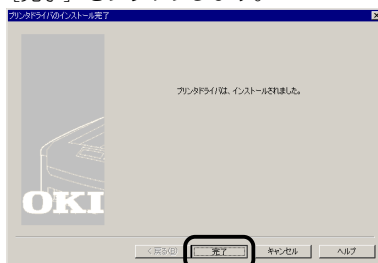 [完了] をクリックします。
プリンタドライバのインストール完了
プリンタドライバは、インストールされました。
OKI
< 戻る(B)
完了
キャンセル
ヘルプ